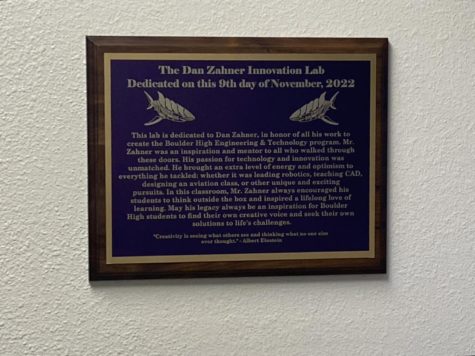 The Dan Zahner Innovation Lab
Dedicated on this 9th day of November, 2022
This lab is dedicated to Dan Zahner, in honor of all his work to
create the Boulder High Engineering & Technology program. Mr.
Zahner was an inspiration and mentor to all who walked through
these doors. His passion for technology and innovation was
unmatched. He brought an extra level of energy and optimism to
everything he tackled: whether it was leading robotics, teaching CAD,
designing an aviation class, or other unique and exciting
pursuits. In this classroom, Mr. Zahner always encouraged his
students to think outside the box and inspired a lifelong love of
learning. May his legacy always be an inspiration for Boulder
High students to find their own creative voice and seek their own
solutions to life's challenges.
"Creativity is seeing what others see and thinking what no one else
ever thought." - Albert Einstein